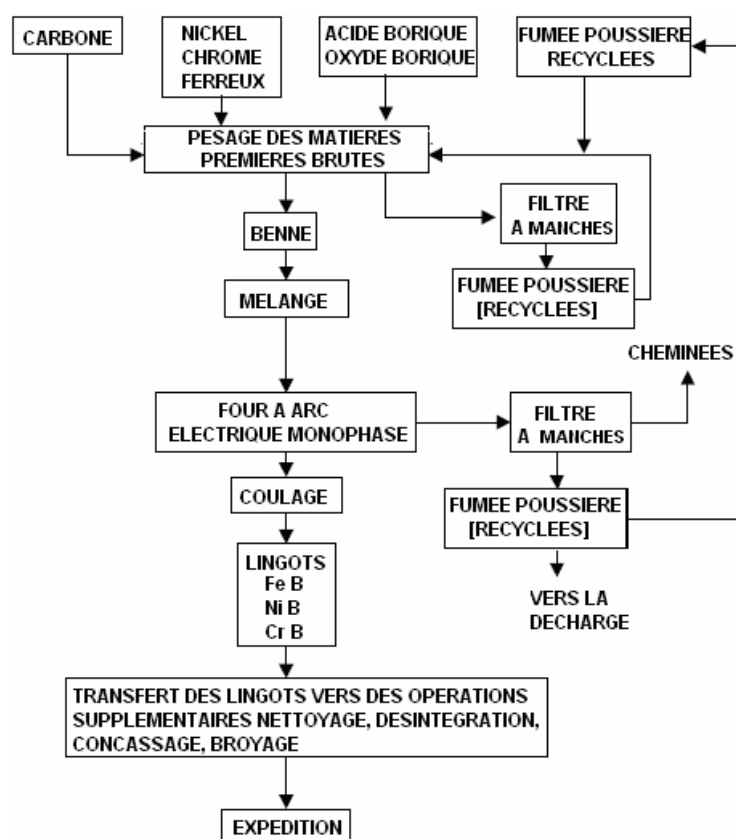 CARBONE
NICKEL
CHROME
FERREUX
ACIDE BORIQUE
OXYDE BORIQUE
FUMEE POUSSIERE
RECYCLEES
PESAGE DES MATIERES
PREMIERES BRUTES
FILTRE
A MANCHES
BENNE
FUMEE POUSSIERE
[RECYCLEES]
MELANGE
CHEMINEES
FOUR A ARC
ELECTRIQUE MONOPHASE
FILTRE
A MANCHES
COULAGE
FUMEE POUSSIERE
[RECYCLEES]
LINGOTS
Fe B
Ni B
Cr B
VERS LA
DECHARGE
TRANSFERT DES LINGOTS VERS DES OPERATIONS
SUPPLEMENTAIRES NETTOYAGE, DESINTEGRATION,
CONCASSAGE, BROYAGE
EXPEDITION